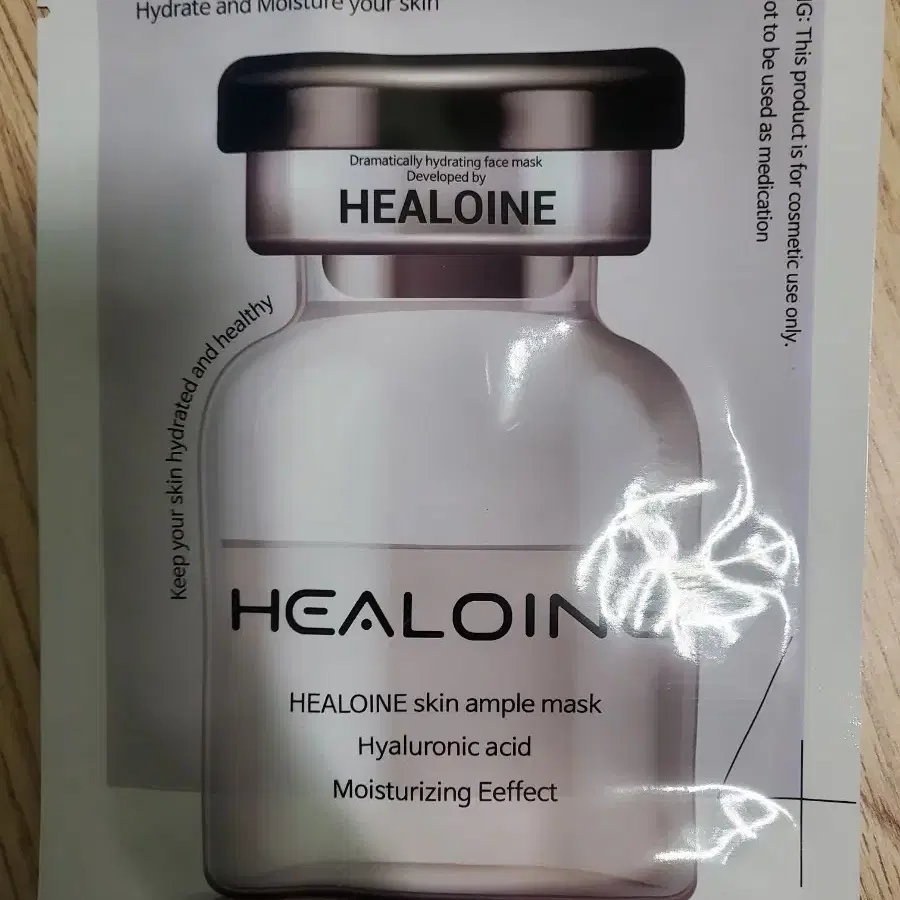 Hydrate and Moisture your skin
Dramatically hydrating face mask
Developed by
HEALOINE
Keep your skin hydrated and healthy
This product is for cosmetic use only.
to be used as medication
HEALOINE skin ample mask
Hyaluronic acid
Moisturizing Eeffect